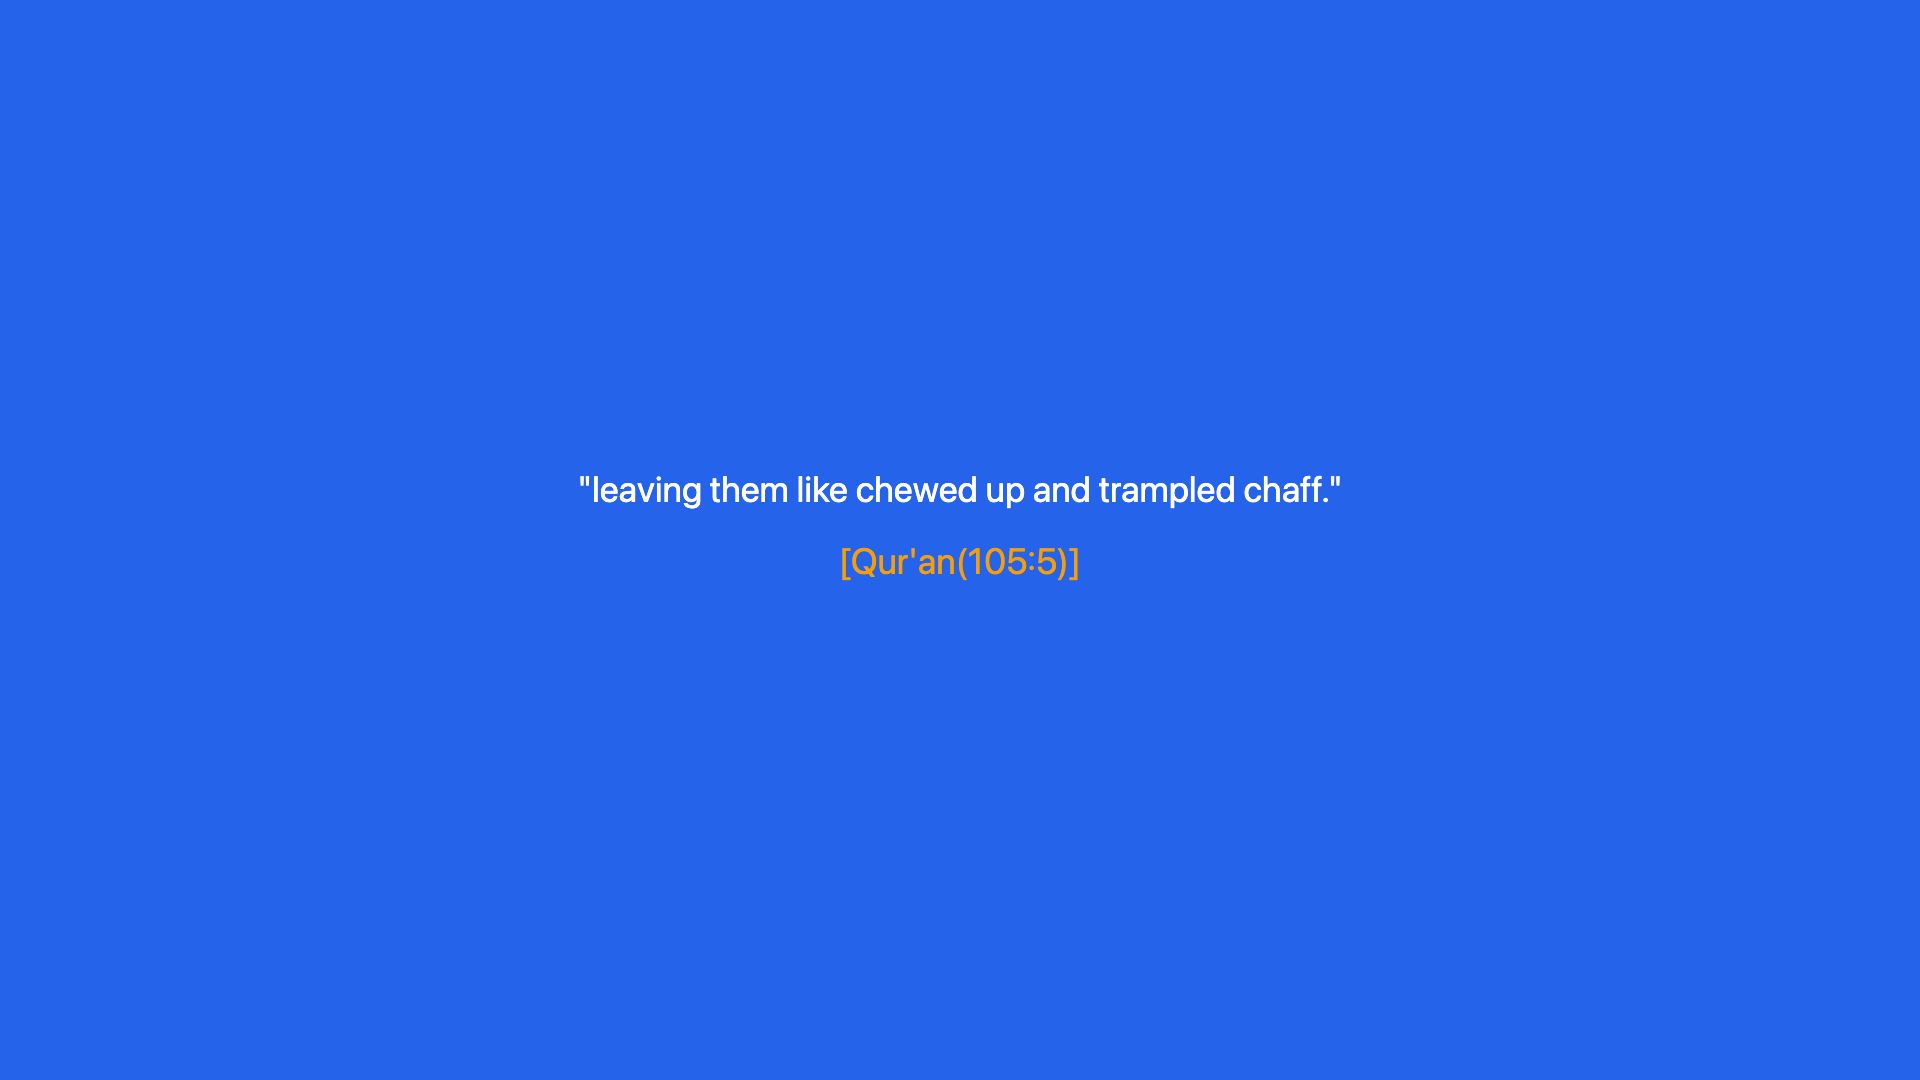 "leaving them like chewed up and trampled chaff."
[Qur'an(105:5)]